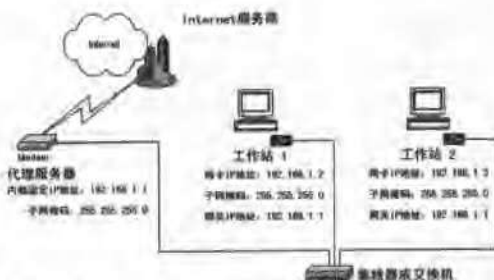 Internet服务器
Internet
Modem
代理服务器
内部固定IP地址：192.168.1.1
子网掩码：255.255.255.0
工作站 1
网卡IP地址：192.168.1.2
子网掩码：255.255.255.0
网关IP地址：192.168.1.1
工作站 2
网卡IP地址：192.168.1.3
子网掩码：255.255.255.0
网关IP地址：192.168.1.1
集线器或交换机